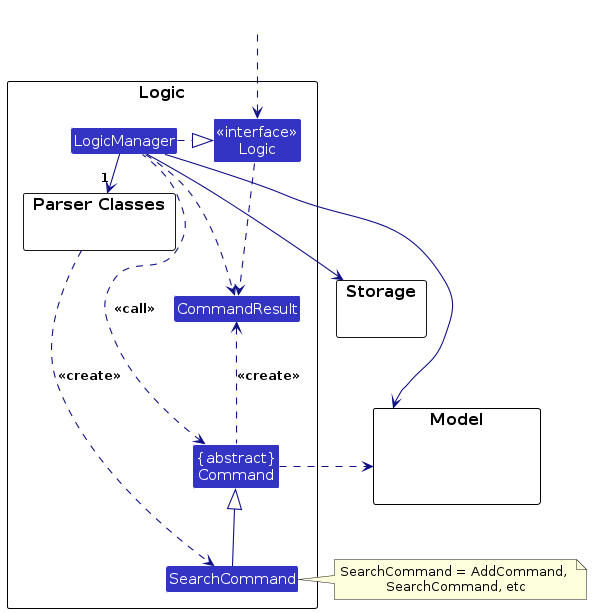 Logic
LogicManager
«interface»
Logic
1
Parser Classes
Storage
CommandResult
«call»
«create»
«create»
Model
{abstract}
Command
SearchCommand
SearchCommand = AddCommand,
SearchCommand, etc